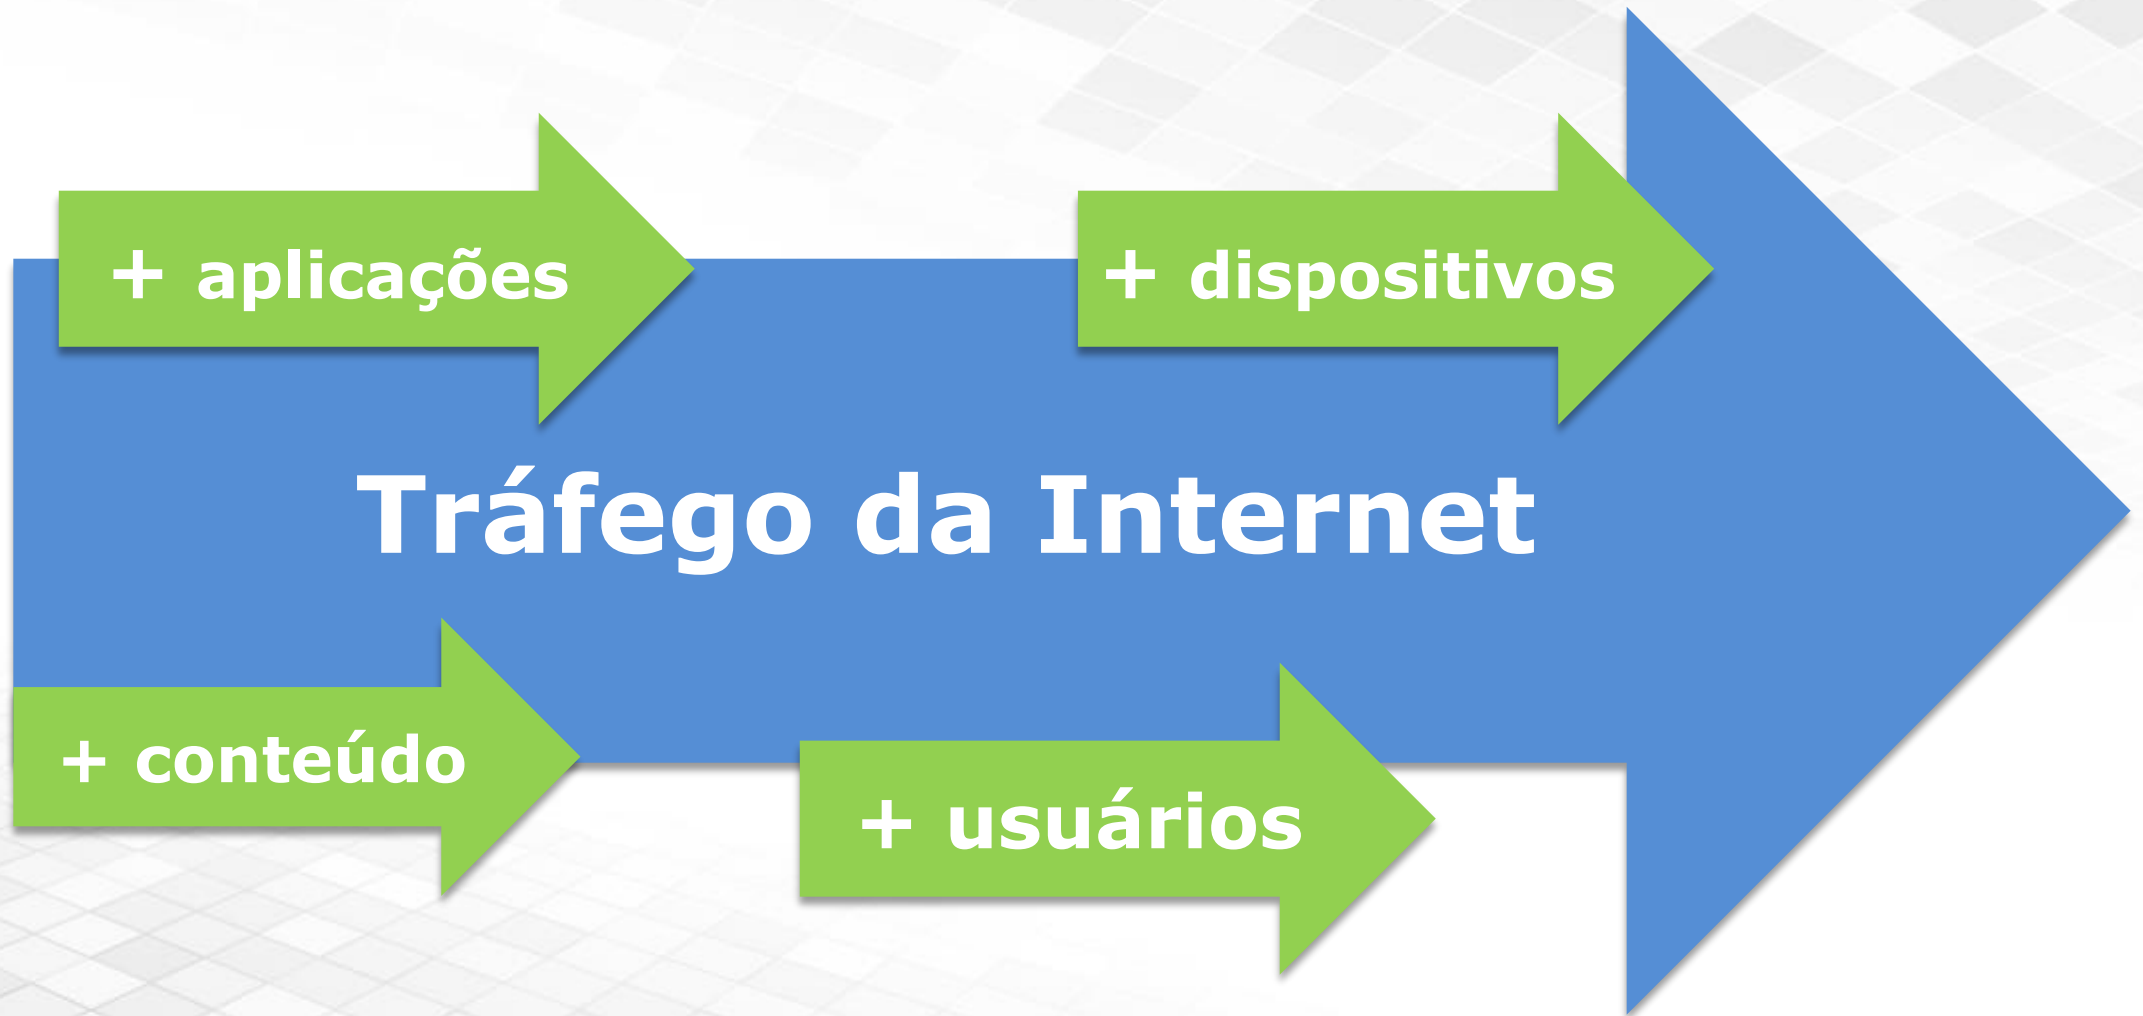 + aplicações
+ dispositivos
Tráfego da Internet
+ conteúdo
+ usuários